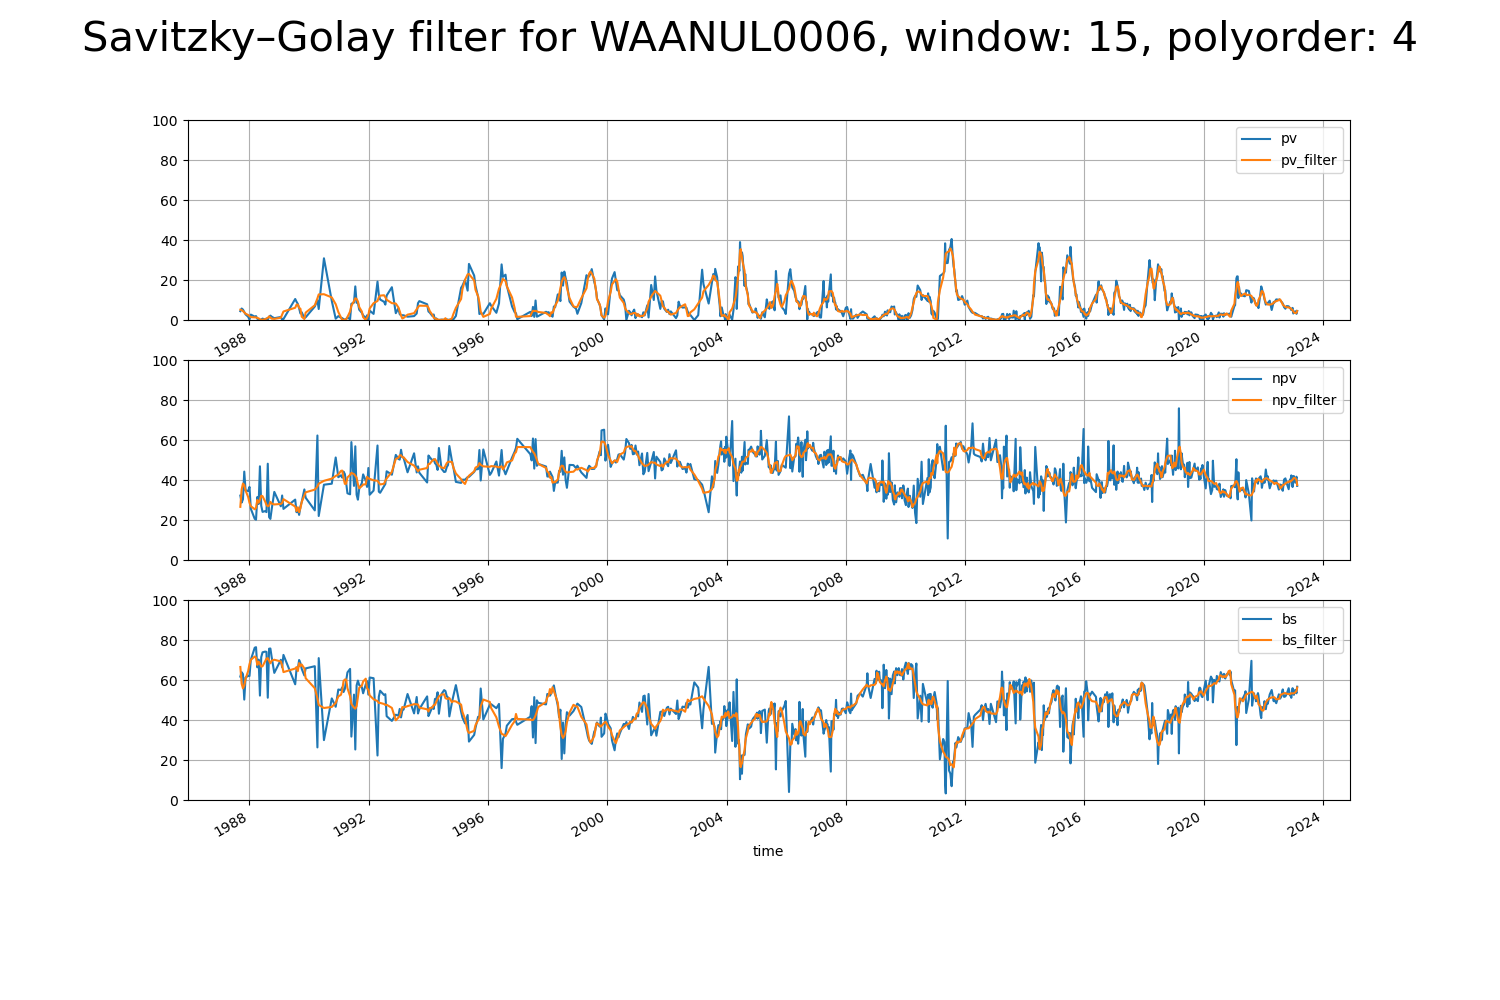 Savitzky–Golay filter for WAANUL0006, window: 15, polyorder: 4
100
80
60
40
20
0
pv
pv_filter
1988 1992 1996 2000 2004 2008 2012 2016 2020 2024
100
80
60
40
20
0
npv
npv_filter
1988 1992 1996 2000 2004 2008 2012 2016 2020 2024
100
80
60
40
20
0
bs
bs_filter
1988 1992 1996 2000 2004 2008 2012 2016 2020 2024
time